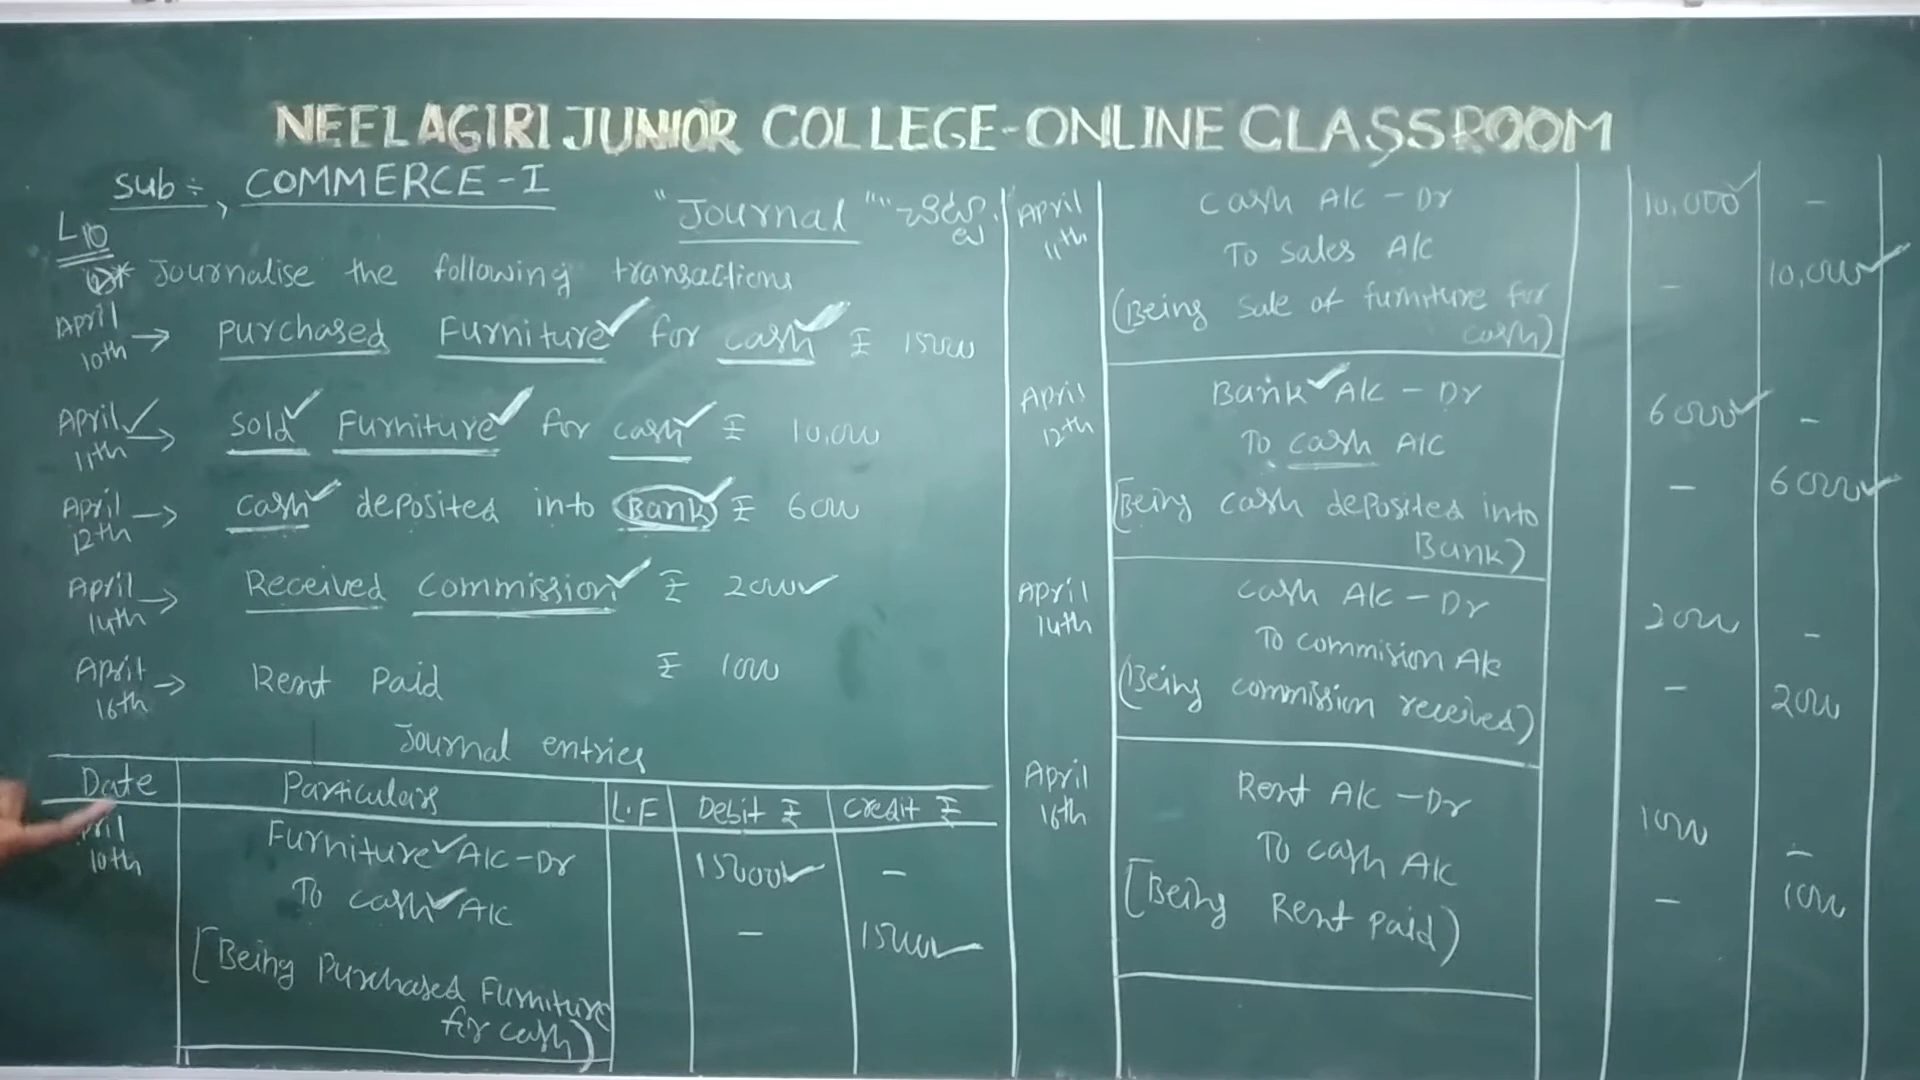 NEELAGIRI JUNIOR COLLEGE-ONLINE CLASSROOM
Sub:- COMMERCE-I
"Journal"
L10
Journalise the following transactions
April 10th → Purchased Furniture for cash ₹ 15000
April 11th → Sold Furniture for cash ₹ 10,000
April 12th → Cash deposited into Bank ₹ 6000
April 14th → Received Commission ₹ 2000
April 16th → Rent Paid ₹ 1000
Journal entries
Date Particulars L.F Debit ₹ Credit ₹
10th Furniture A/c-Dr 15000 -
To cash A/c - 15000
[Being Purchased Furniture
for cash)
April 11th Cash A/c - Dr 10,000 -
To sales A/c - 10,000
(Being Sale of furniture for
cash)
April 12th Bank A/c - Dr 6000 -
To cash A/c - 6000
[Being cash deposited into
Bank)
April 14th Cash A/c - Dr 2000 -
To commision A/c - 2000
(Being commission received)
April 16th Rent A/c - Dr 1000 -
To cash A/c - 1000
[Being Rent Paid)